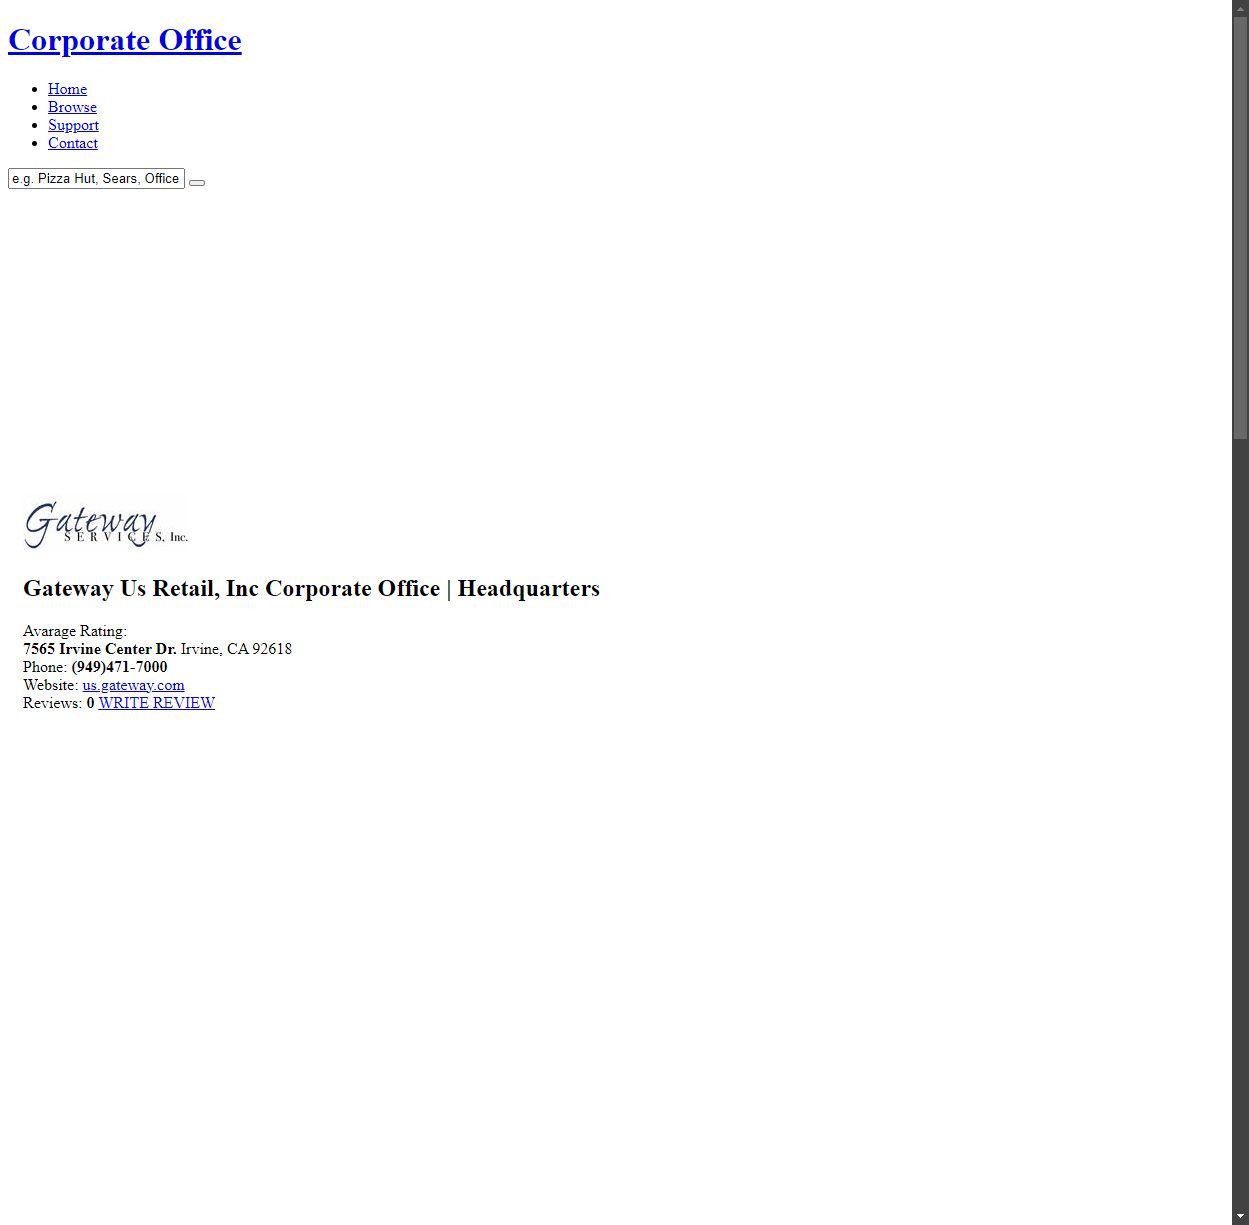 Corporate Office
Home
Browse
Support
Contact
e.g. Pizza Hut, Sears, Office
Gateway
SERVICES, Inc.
Gateway Us Retail, Inc Corporate Office | Headquarters
Avarage Rating:
7565 Irvine Center Dr. Irvine, CA 92618
Phone: (949)471-7000
Website: us.gateway.com
Reviews: 0 WRITE REVIEW